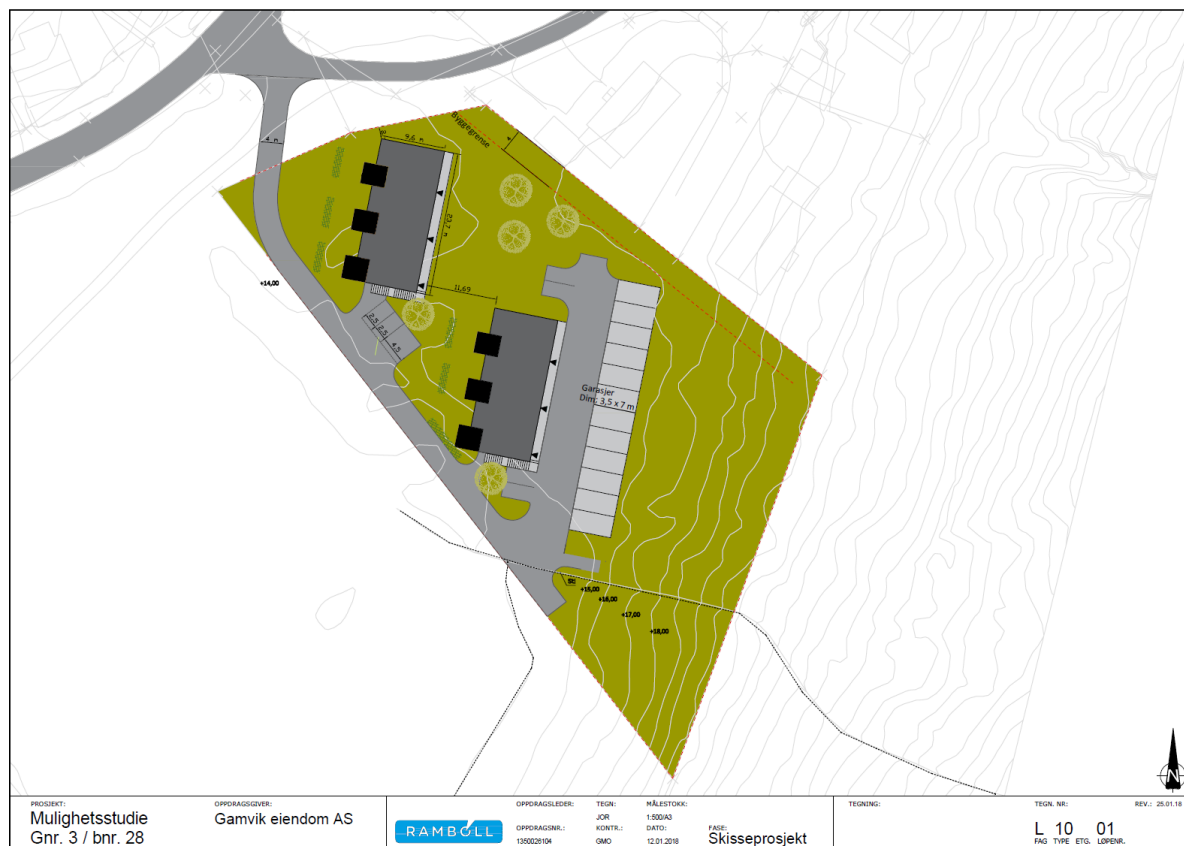 Byggegrense
4
9,6 m
4 m
23,7 m
+14,00
11,69
2,5
2,5
4,5
Garasjer
Dim: 3,5 x 7 m
+15,00
+16,00
+17,00
+18,00
N
PROSJEKT:
Mulighetsstudie
Gnr. 3 / bnr. 28
OPPDRAGSGIVER:
Gamvik eiendom AS
RAMBOLL
OPPDRAGSLEDER:
OPPDRAGSNR.:
1350026104
TEGN:
JOR
KONTR.:
GMO
MÅLESTOKK:
1:500/A3
DATO:
12.01.2018
FASE:
Skisseprosjekt
TEGNING:
TEGN. NR:
L 10 01
FAG TYPE ETG. LØPENR.
REV.: 25.01.18